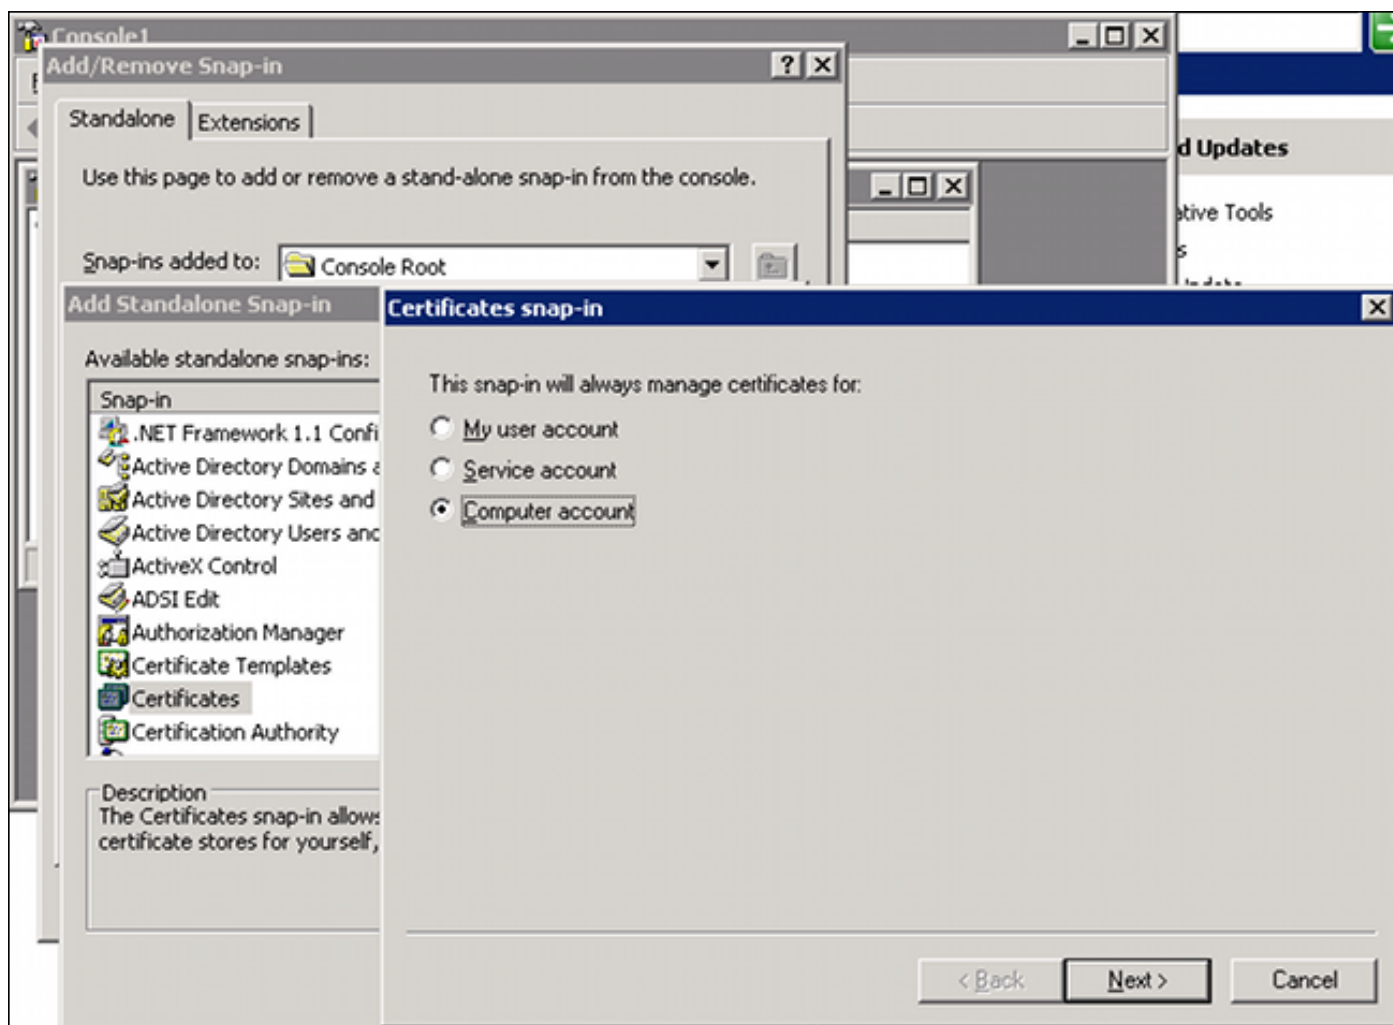 Console1
Add/Remove Snap-in
Standalone
Extensions
Use this page to add or remove a stand-alone snap-in from the console.
Snap-ins added to:
Console Root
d Updates
ative Tools
s
Add Standalone Snap-in
Available standalone snap-ins:
Snap-in
.NET Framework 1.1 Confi
Active Directory Domains a
Active Directory Sites and
Active Directory Users and
ActiveX Control
ADSI Edit
Authorization Manager
Certificate Templates
Certificates
Certification Authority
Description
The Certificates snap-in allows
certificate stores for yourself,
Certificates snap-in
This snap-in will always manage certificates for:
My user account
Service account
Computer account
< Back
Next >
Cancel